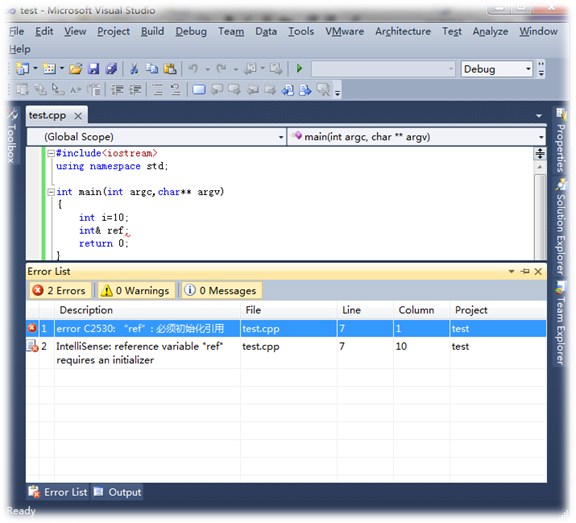 test - Microsoft Visual Studio
File Edit View Project Build Debug Team Data Tools VMware Architecture Test Analyze Window
Help
Debug
test.cpp
(Global Scope) main(int argc, char ** argv)
#include<iostream>
using namespace std;
int main(int argc,char** argv)
{
int i=10;
int& ref;
return 0;
}
Toolbox
Properties
Solution Explorer
Team Explorer
Error List
2 Errors 0 Warnings 0 Messages
Description File Line Column Project
1 error C2530: “ref”: 必须初始化引用 test.cpp 7 1 test
2 IntelliSense: reference variable "ref" test.cpp 7 10 test
requires an initializer
Error List Output
Ready